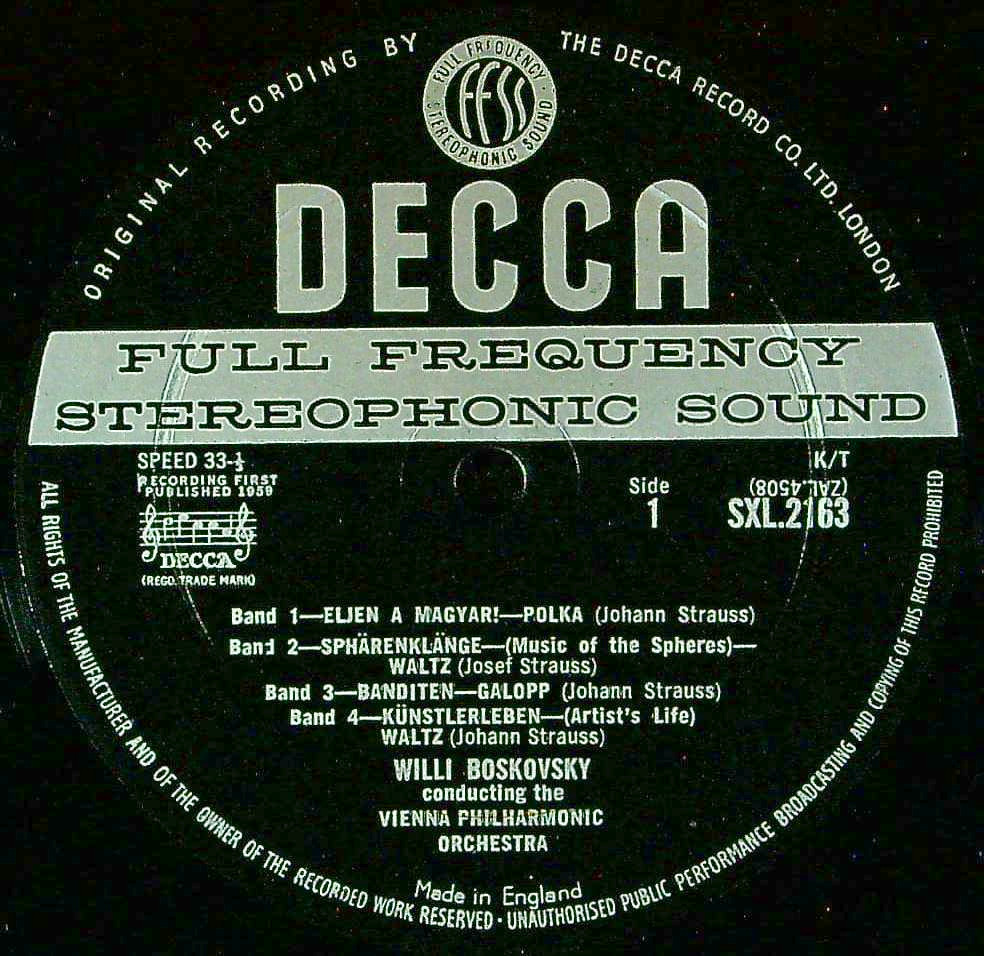 ORIGINAL RECORDING BY THE DECCA RECORD CO. LTD. LONDON
FULL FREQUENCY
FFSS
STEREOPHONIC SOUND
DECCA
FULL FREQUENCY
STEREOPHONIC SOUND
SPEED 33-⅓
RECORDING FIRST
PUBLISHED 1959
DECCA
(REGD. TRADE MARK)
K/T
Side
1
(ZAL.4508)
SXL.2163
Band 1—ELJEN A MAGYAR!—POLKA (Johann Strauss)
Band 2—SPHÄRENKLÄNGE—(Music of the Spheres)—
WALTZ (Josef Strauss)
Band 3—BANDITEN—GALOPP (Johann Strauss)
Band 4—KÜNSTLERLEBEN—(Artist's Life)
WALTZ (Johann Strauss)
WILLI BOSKOVSKY
conducting the
VIENNA PHILHARMONIC
ORCHESTRA
Made in England
ALL RIGHTS OF THE MANUFACTURER AND OF THE OWNER OF THE RECORDED WORK RESERVED · UNAUTHORISED PUBLIC PERFORMANCE BROADCASTING AND COPYING OF THIS RECORD PROHIBITED